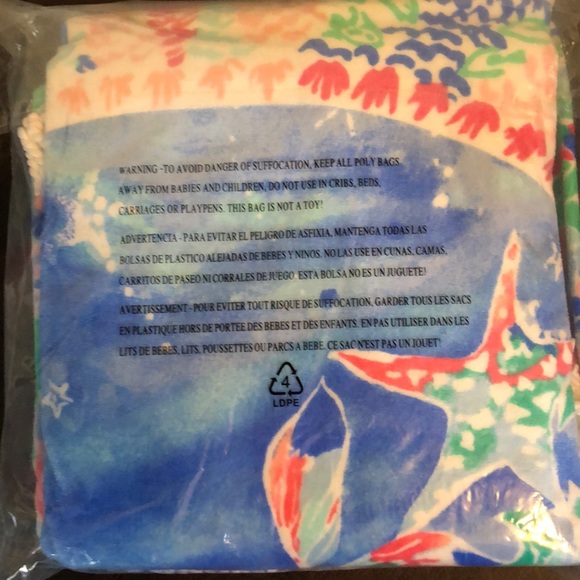 WARNING -TO AVOID DANGER OF SUFFOCATION, KEEP ALL POLY BAGS
AWAY FROM BABIES AND CHILDREN, DO NOT USE IN CRIBS, BEDS,
CARRIAGES OR PLAYPENS. THIS BAG IS NOT A TOY!
ADVERTENCIA - PARA EVITAR EL PELIGRO DE ASFIXIA, MANTENGA TODAS LAS
BOLSAS DE PLASTICO ALEJADAS DE BEBES Y NINOS. NO LAS USE EN CUNAS, CAMAS,
CARRITOS DE PASEO NI CORRALES DE JUEGO. ESTA BOLSA NO ES UN JUGUETE!
AVERTISSEMENT - POUR EVITER TOUT RISQUE DE SUFFOCATION, GARDER TOUS LES SACS
EN PLASTIQUE HORS DE PORTEE DES BEBES ET DES ENFANTS. EN PAS UTILISER DANS LES
LITS DE BEBES, LITS, POUSSETTES OU PARCS A BEBE. CE SAC N'EST PAS UN JOUET!
4
LDPE